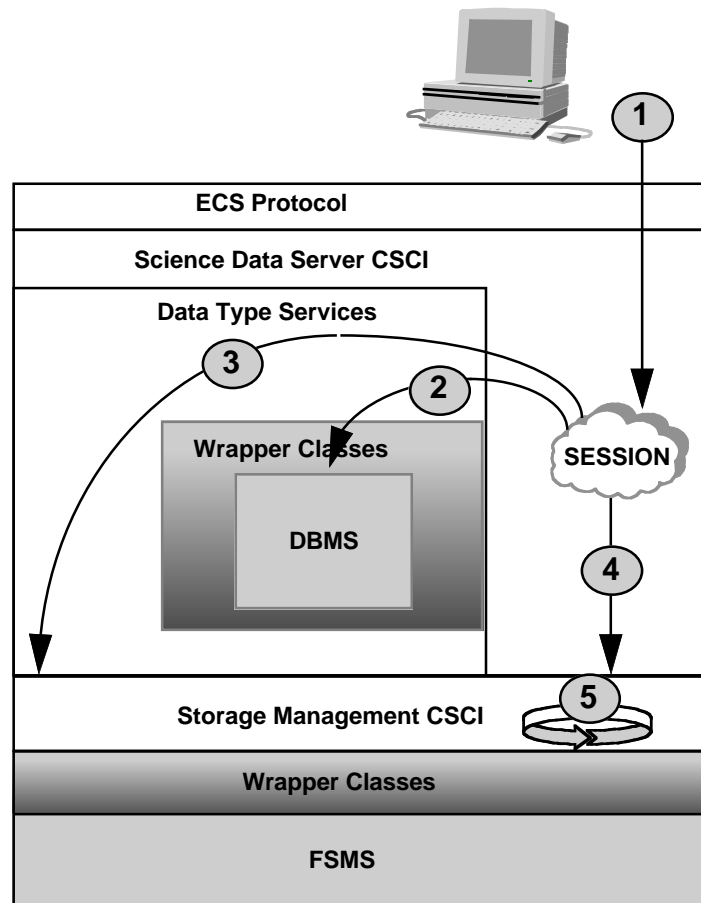 1
ECS Protocol
Science Data Server CSCI
Data Type Services
3
2
Wrapper Classes
SESSION
DBMS
4
5
Storage Management CSCI
Wrapper Classes
FSMS